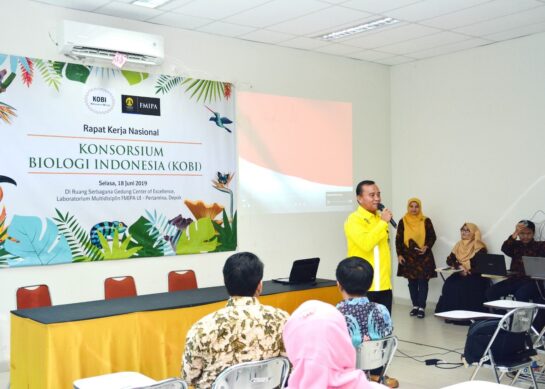 KOBI
FMIPA
Rapat Kerja Nasional
KONSORSIUM
BIOLOGI INDONESIA (KOBI)
Selasa, 18 Juni 2019
Di Ruang Serbaguna Gedung Center of Excellence,
Laboratorium Multidisiplin FMIPA UI - Pertamina, Depok